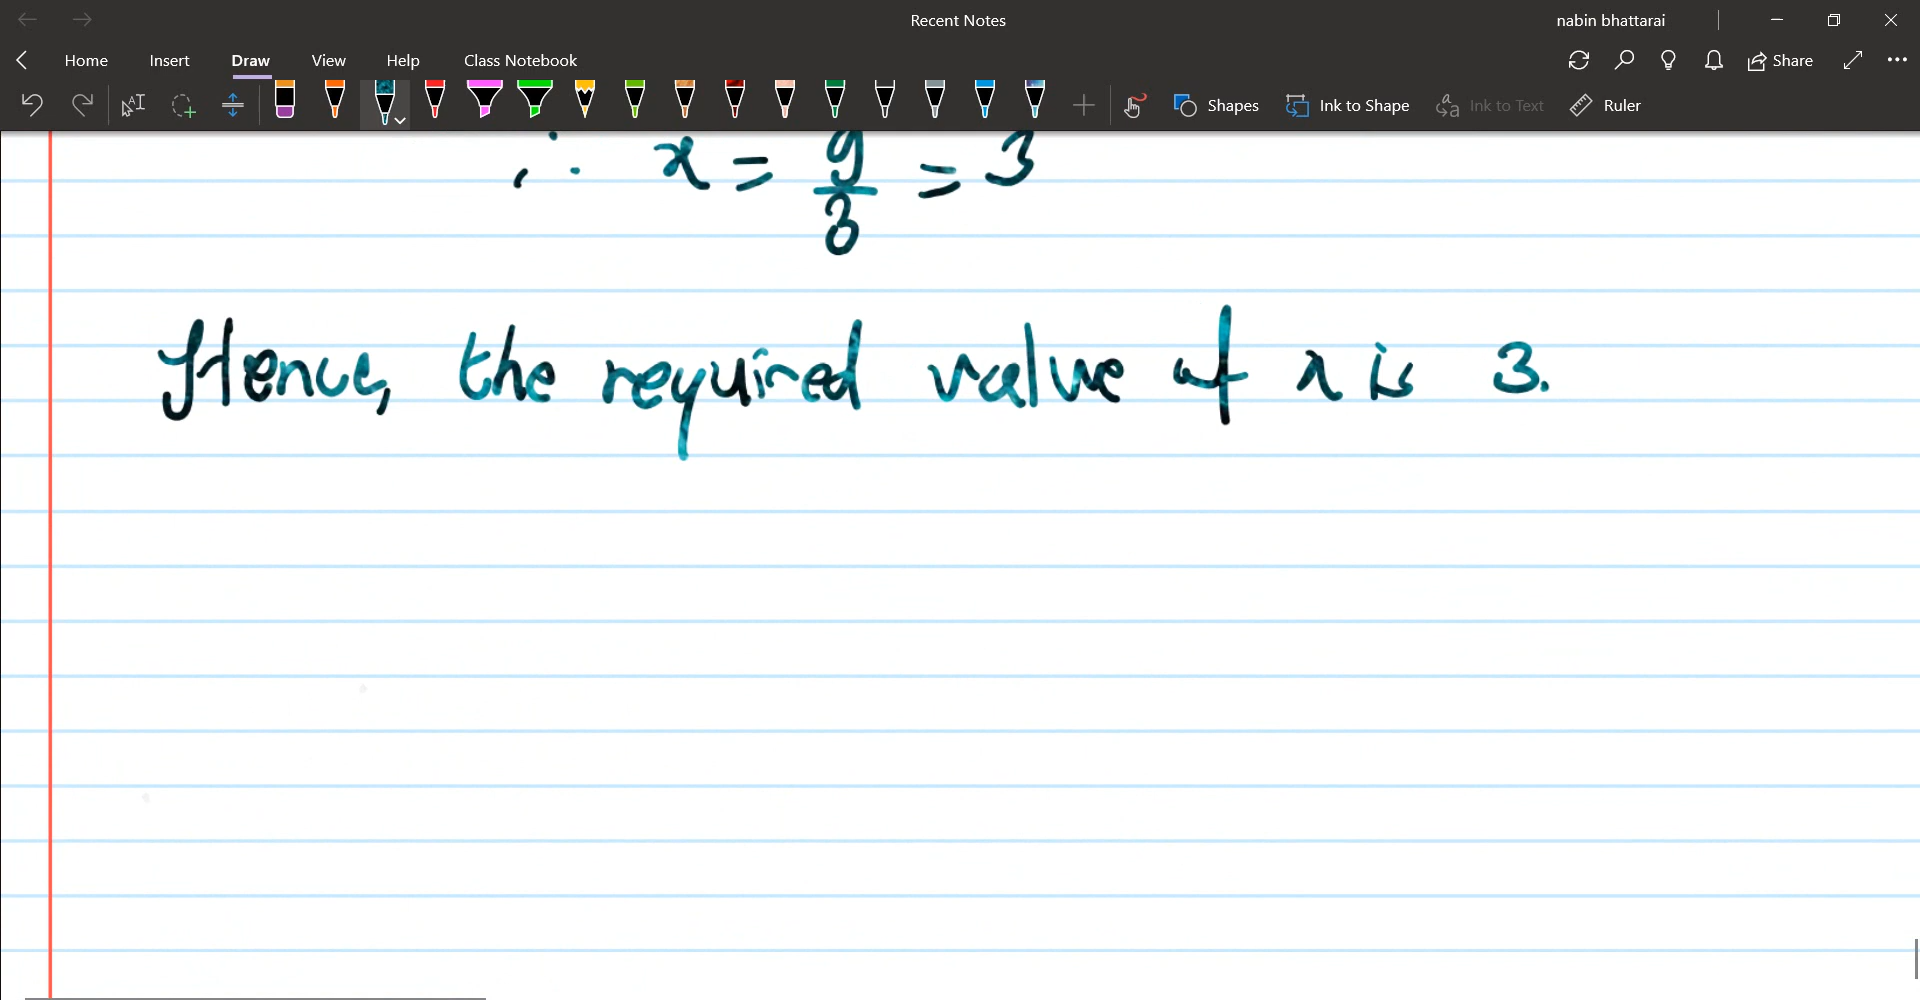 Recent Notes
nabin bhattarai
Home Insert Draw View Help Class Notebook
Share
Shapes Ink to Shape Ink to Text Ruler
∴ x = 9/3 = 3
Hence, the required value of x is 3.